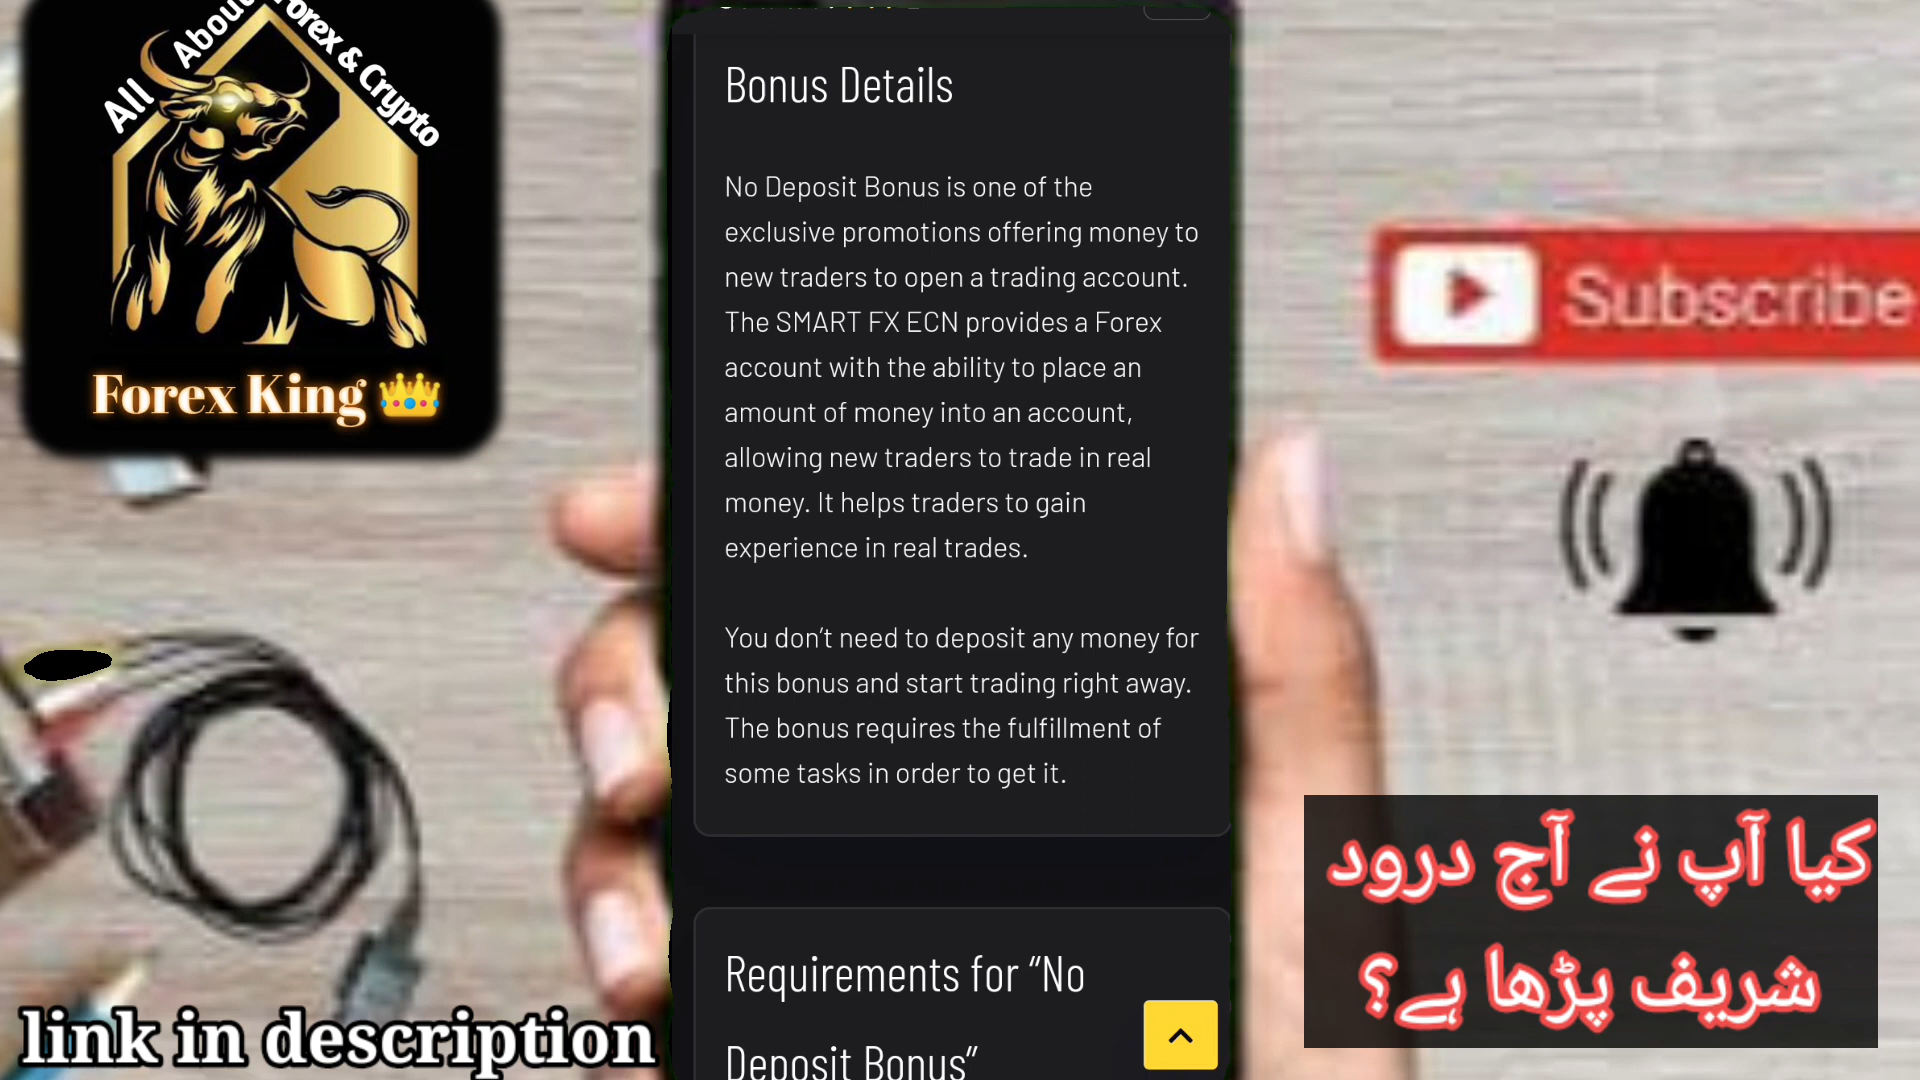 All About Forex & Crypto
Forex King
Bonus Details
No Deposit Bonus is one of the
exclusive promotions offering money to
new traders to open a trading account.
The SMART FX ECN provides a Forex
account with the ability to place an
amount of money into an account,
allowing new traders to trade in real
money. It helps traders to gain
experience in real trades.
You don’t need to deposit any money for
this bonus and start trading right away.
The bonus requires the fulfillment of
some tasks in order to get it.
Requirements for “No
Deposit Bonus”
Subscribe
کیا آپ نے آج درود
شریف پڑھا ہے؟
link in description